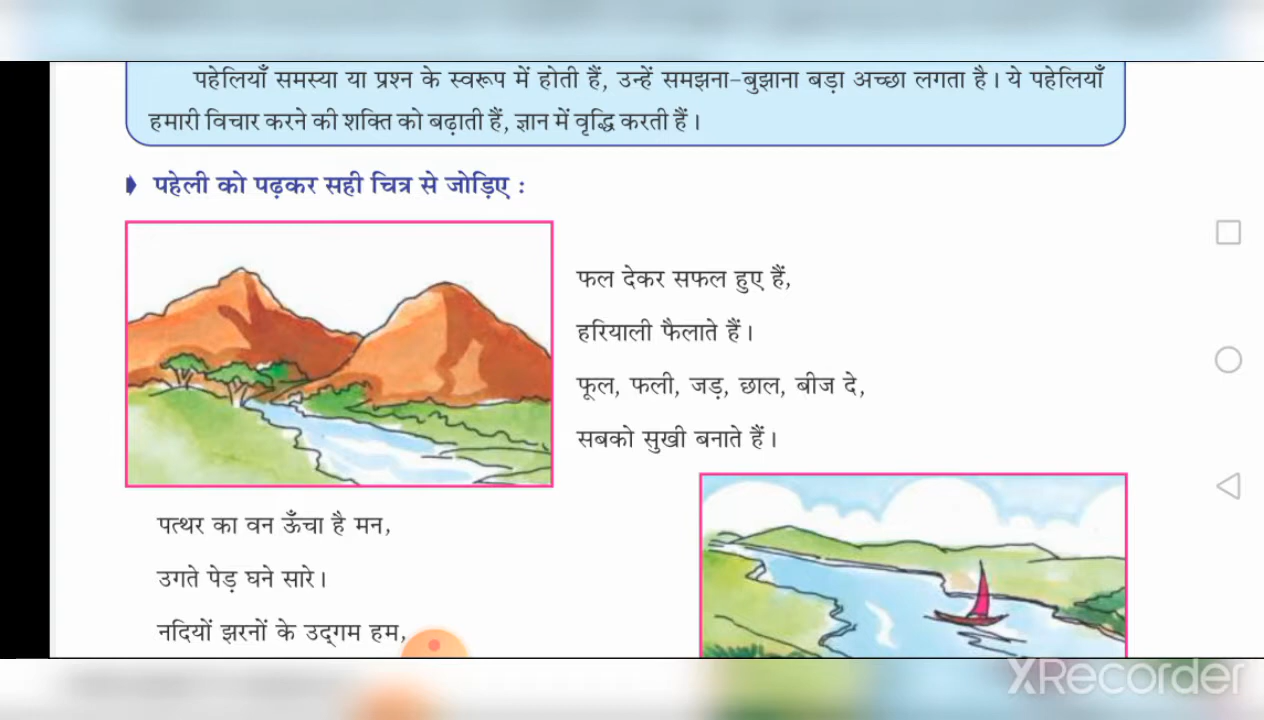 पहेलियाँ समस्या या प्रश्न के स्वरूप में होती हैं, उन्हें समझना-बुझाना बड़ा अच्छा लगता है। ये पहेलियाँ
हमारी विचार करने की शक्ति को बढ़ाती हैं, ज्ञान में वृद्धि करती हैं।
पहेली को पढ़कर सही चित्र से जोड़िए :
फल देकर सफल हुए हैं,
हरियाली फैलाते हैं।
फूल, फली, जड़, छाल, बीज दे,
सबको सुखी बनाते हैं।
पत्थर का वन ऊँचा है मन,
उगते पेड़ घने सारे।
नदियों झरनों के उद्‌गम हम,
XRecorder